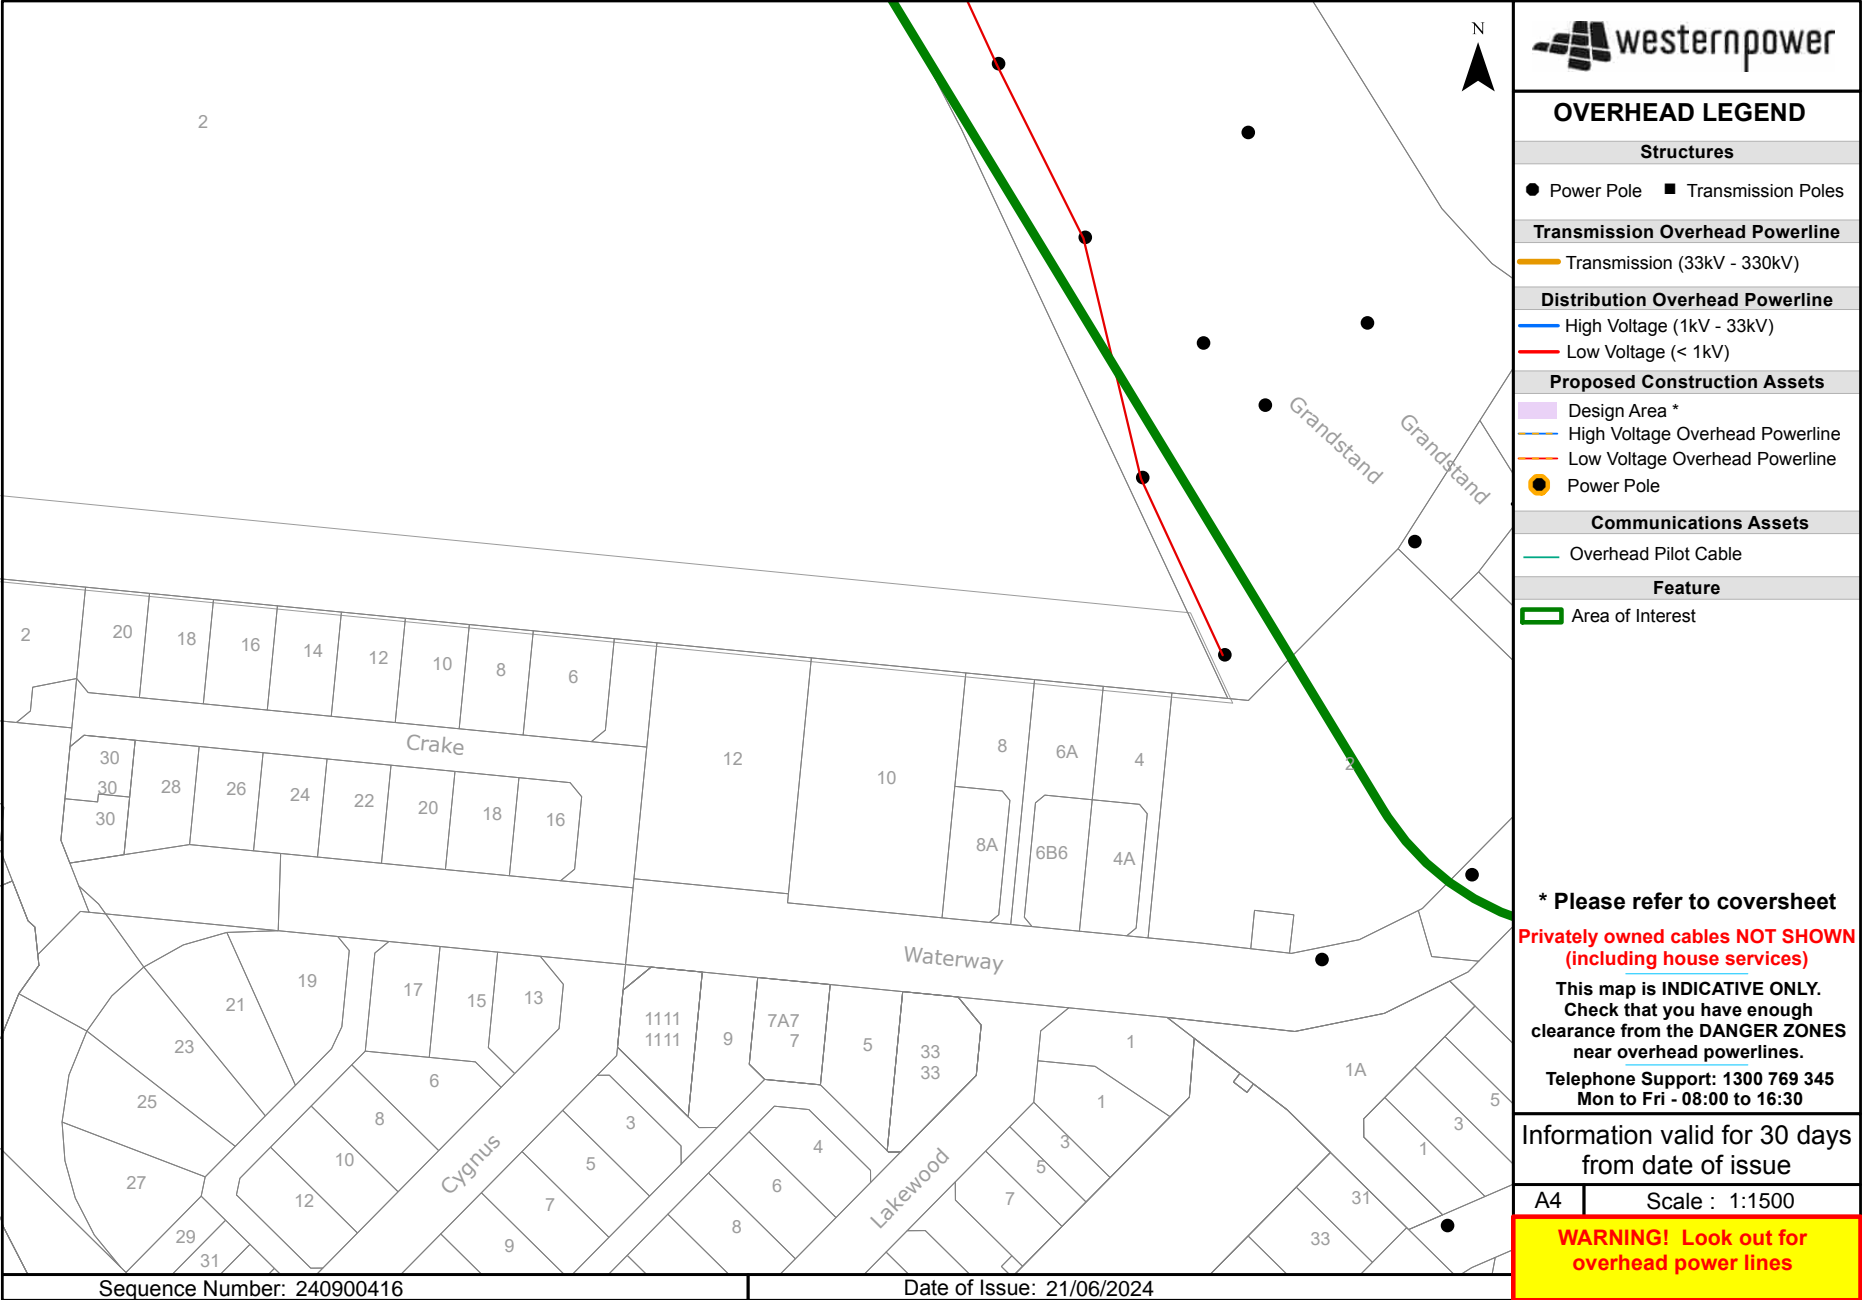 N
2
Grandstand
Grandstand
2
20
18
16
14
12
10
8
6
Crake
30
30
30
28
26
24
22
20
18
16
12
10
8
6A
4
8A
6B6
4A
2
Waterway
19
21
23
25
27
29
31
17
15
13
6
8
10
12
Cygnus
1111
1111
9
7A7
7
5
33
33
3
5
7
9
4
6
8
Lakewood
1
1
3
5
7
1A
5
3
1
31
33
westernpower
OVERHEAD LEGEND
Structures
Power Pole
Transmission Poles
Transmission Overhead Powerline
Transmission (33kV - 330kV)
Distribution Overhead Powerline
High Voltage (1kV - 33kV)
Low Voltage (< 1kV)
Proposed Construction Assets
Design Area *
High Voltage Overhead Powerline
Low Voltage Overhead Powerline
Power Pole
Communications Assets
Overhead Pilot Cable
Feature
Area of Interest
* Please refer to coversheet
Privately owned cables NOT SHOWN
(including house services)
This map is INDICATIVE ONLY.
Check that you have enough
clearance from the DANGER ZONES
near overhead powerlines.
Telephone Support: 1300 769 345
Mon to Fri - 08:00 to 16:30
Information valid for 30 days
from date of issue
A4
Scale : 1:1500
WARNING! Look out for
overhead power lines
Sequence Number: 240900416
Date of Issue: 21/06/2024